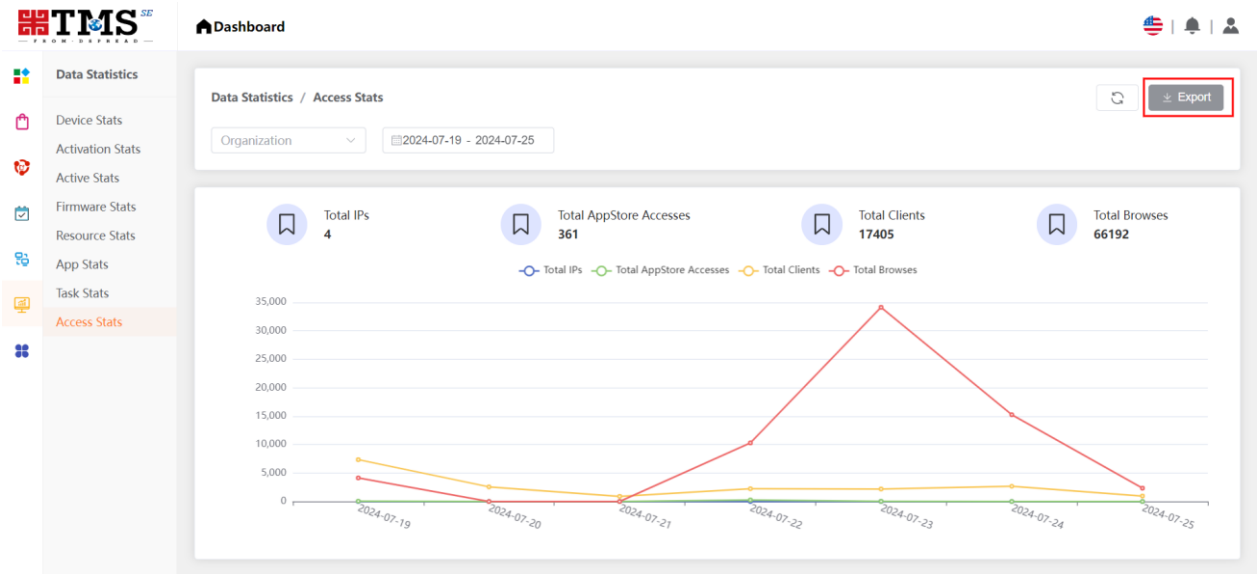 TMS SE
FROM DSPREAD
Dashboard
Data Statistics
Device Stats
Activation Stats
Active Stats
Firmware Stats
Resource Stats
App Stats
Task Stats
Access Stats
Data Statistics / Access Stats
Export
Organization
2024-07-19 - 2024-07-25
Total IPs
4
Total AppStore Accesses
361
Total Clients
17405
Total Browses
66192
Total IPs Total AppStore Accesses Total Clients Total Browses
35,000
30,000
25,000
20,000
15,000
10,000
5,000
0
2024-07-19 2024-07-20 2024-07-21 2024-07-22 2024-07-23 2024-07-24 2024-07-25